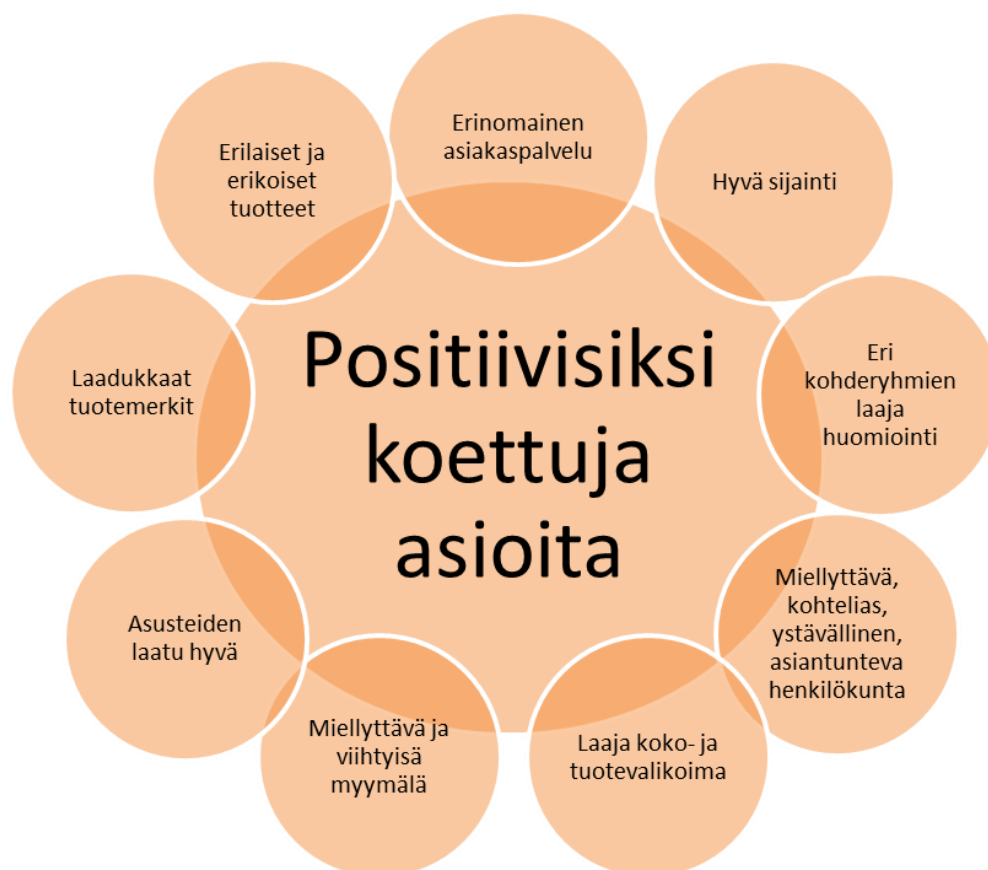 Erinomainen
asiakaspalvelu
Hyvä sijainti
Eri
kohderyhmien
laaja
huomiointi
Miellyttävä,
kohtelias,
ystävällinen,
asiantunteva
henkilökunta
Laaja koko- ja
tuotevalikoima
Miellyttävä ja
viihtyisä
myymälä
Asusteiden
laatu hyvä
Laadukkaat
tuotemerkit
Erilaiset ja
erikoiset
tuotteet
Positiivisiksi
koettuja
asioita